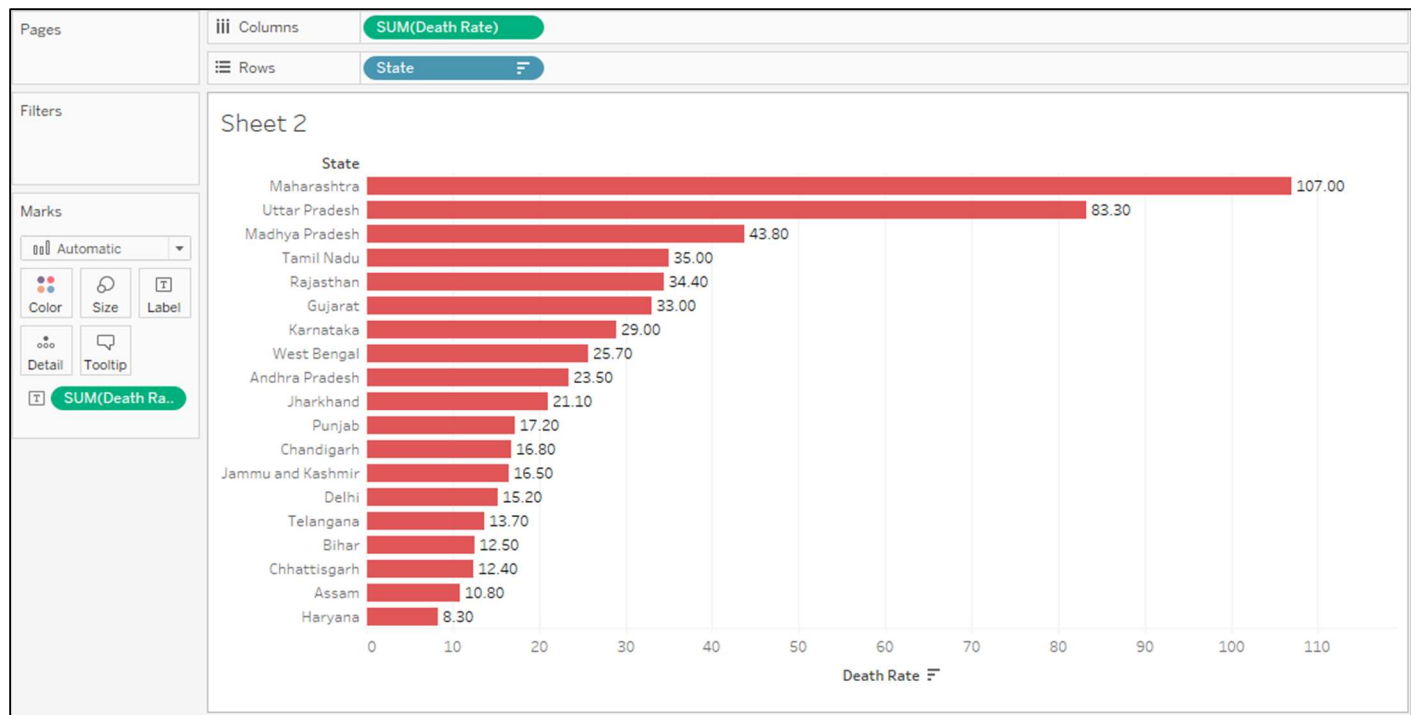 Pages
Columns
SUM(Death Rate)
Rows
State
Filters
Marks
Automatic
Color
Size
Label
Detail
Tooltip
SUM(Death Ra..
Sheet 2
State
Maharashtra 107.00
Uttar Pradesh 83.30
Madhya Pradesh 43.80
Tamil Nadu 35.00
Rajasthan 34.40
Gujarat 33.00
Karnataka 29.00
West Bengal 25.70
Andhra Pradesh 23.50
Jharkhand 21.10
Punjab 17.20
Chandigarh 16.80
Jammu and Kashmir 16.50
Delhi 15.20
Telangana 13.70
Bihar 12.50
Chhattisgarh 12.40
Assam 10.80
Haryana 8.30
0 10 20 30 40 50 60 70 80 90 100 110
Death Rate